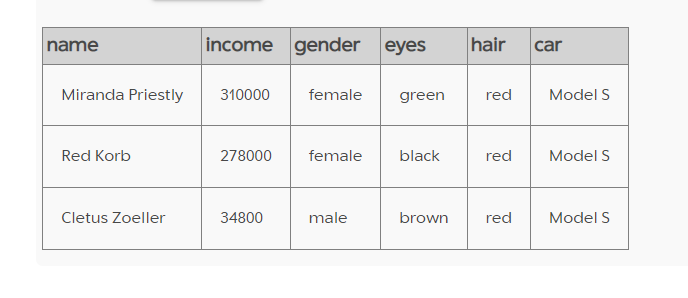 name income gender eyes hair car
Miranda Priestly 310000 female green red Model S
Red Korb 278000 female black red Model S
Cletus Zoeller 34800 male brown red Model S